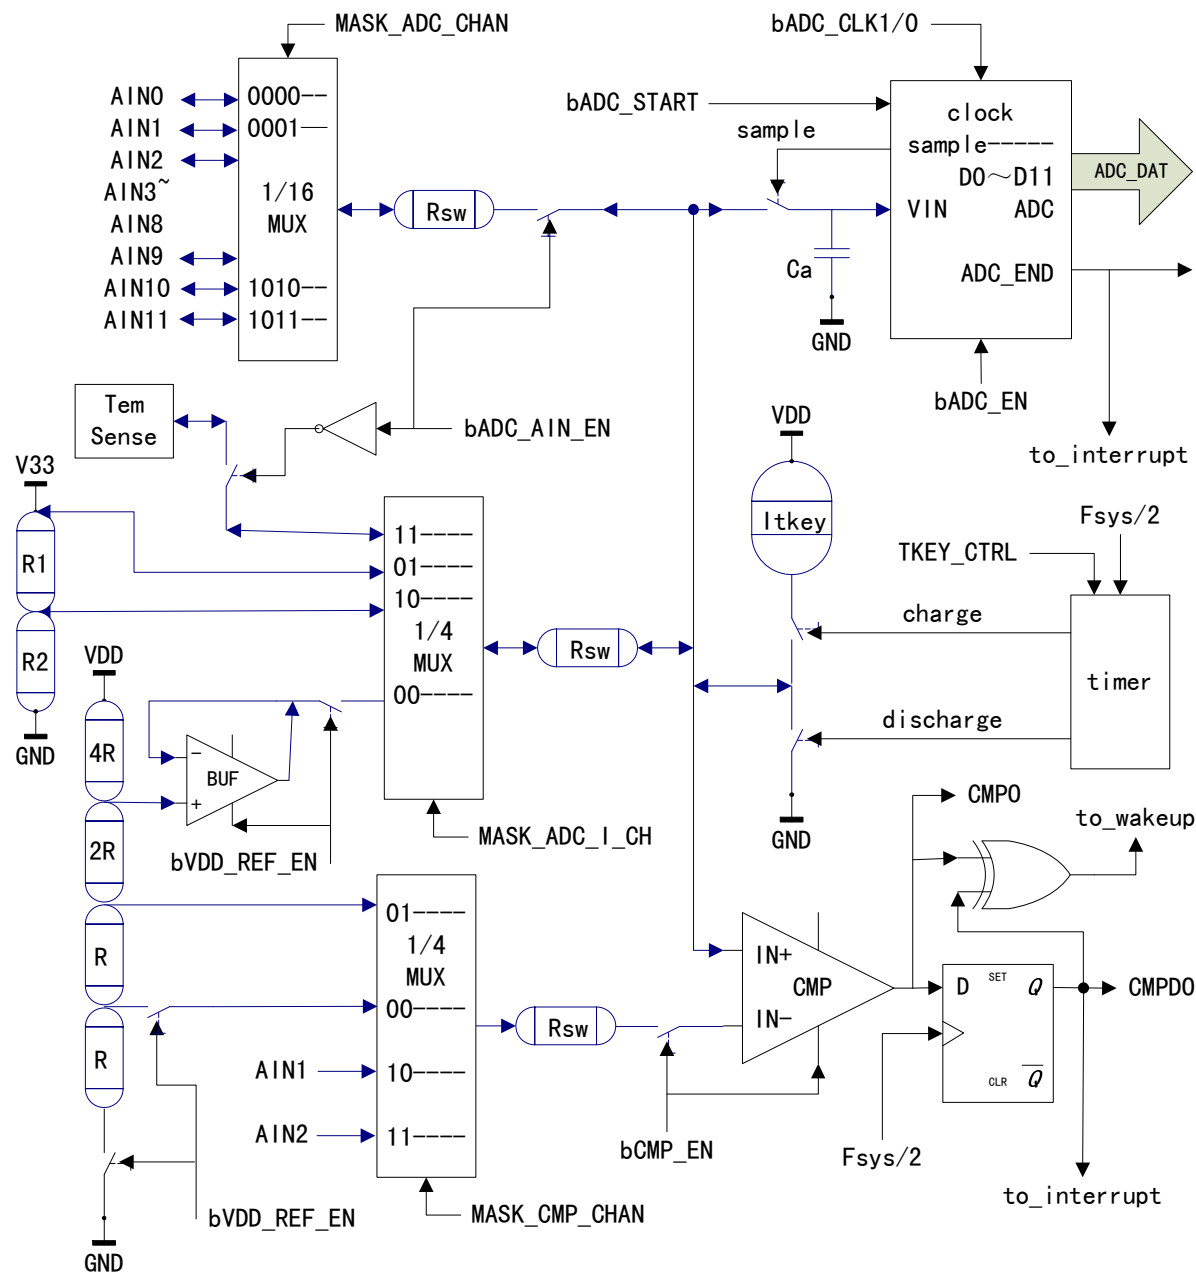 MASK_ADC_CHAN
bADC_CLK1/0
AIN0
0000--
bADC_START
clock
AIN1
0001—
sample
sample-----
AIN2
ADC_DAT
AIN3~
1/16
D0～D11
AIN8
MUX
Rsw
VIN
ADC
AIN9
Ca
ADC_END
AIN10
1010--
AIN11
1011--
GND
Tem
Sense
bADC_AIN_EN
VDD
bADC_EN
to_interrupt
V33
Itkey
Fsys/2
11----
TKEY_CTRL
R1
01----
10----
charge
1/4
MUX
Rsw
R2
VDD
00----
timer
discharge
GND
4R
-
BUF
+
CMPO
GND
to_wakeup
2R
bVDD_REF_EN
MASK_ADC_I_CH
01----
R
1/4
MUX
IN+
CMP
D
SET
Q
CMPDO
00----
Rsw
IN-
R
AIN1
10----
CLR
Q
AIN2
11----
bCMP_EN
Fsys/2
to_interrupt
bVDD_REF_EN
MASK_CMP_CHAN
GND